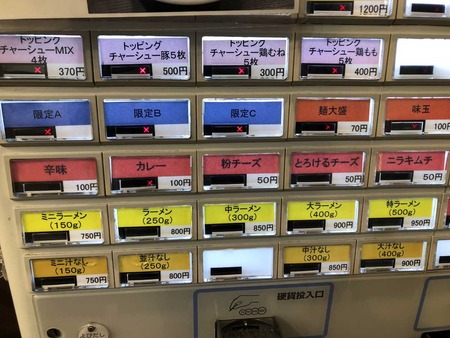 1200円
トッピング
チャーシューMIX
4枚
370円
トッピング
チャーシュー豚5枚
500円
トッピング
チャーシュー鶏むね
5枚
300円
トッピング
チャーシュー鶏もも
5枚
400円
限定A
限定B
限定C
麺大盛
70円
味玉
100円
辛味
100円
カレー
100円
粉チーズ
50円
とろけるチーズ
50円
ニラキムチ
50円
ミニラーメン
(150g)
750円
ラーメン
(250g)
800円
中ラーメン
(300g)
850円
大ラーメン
(400g)
900円
特ラーメン
(500g)
950円
ミニ汁なし
(150g)
750円
並汁なし
(250g)
800円
中汁なし
(300g)
850円
大汁なし
(400g)
900円
硬貨投入口
よびだし